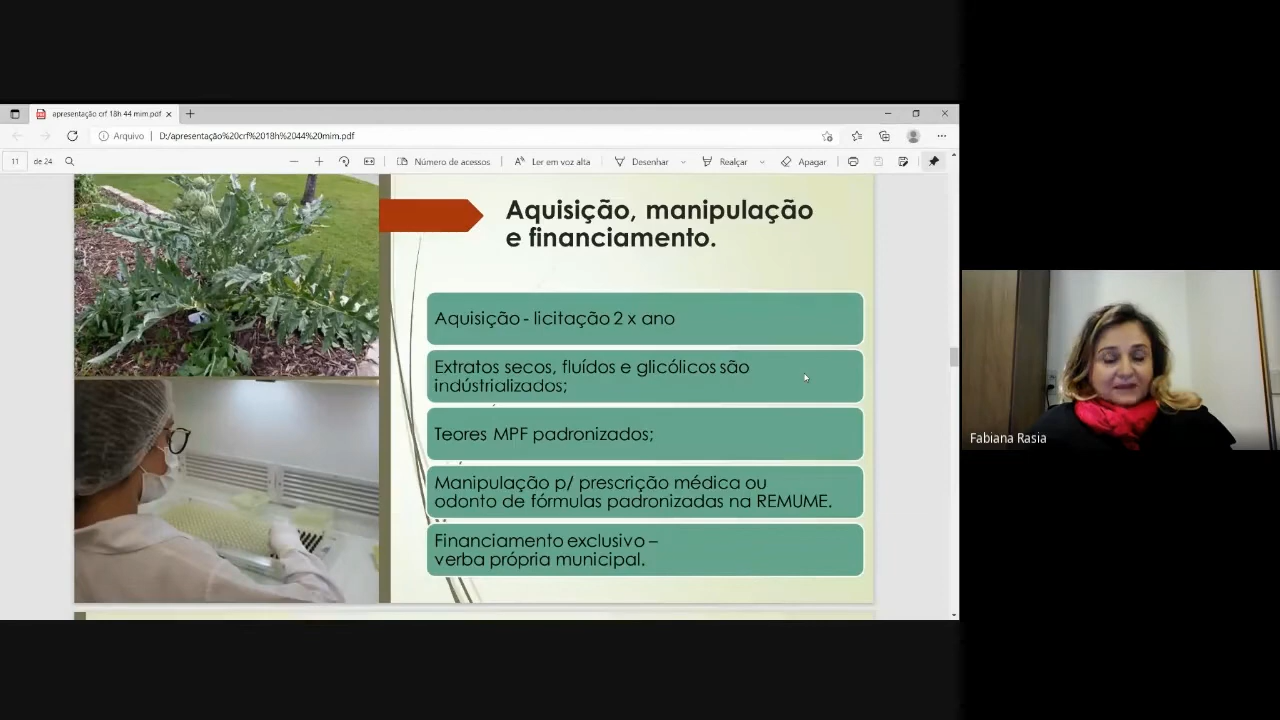 apresentação crf 18h 44 mim.pdf
Arquivo
D:/apresentação%20crf%2018h%2044%20mim.pdf
11
de 24
Número de acessos
Ler em voz alta
Desenhar
Realçar
Apagar
Aquisição, manipulação
e financiamento.
Aquisição - licitação 2 x ano
Extratos secos, fluídos e glicólicos são
indústrializados;
Teores MPF padronizados;
Manipulação p/ prescrição médica ou
odonto de fórmulas padronizadas na REMUME.
Financiamento exclusivo –
verba própria municipal.
Fabiana Rasia